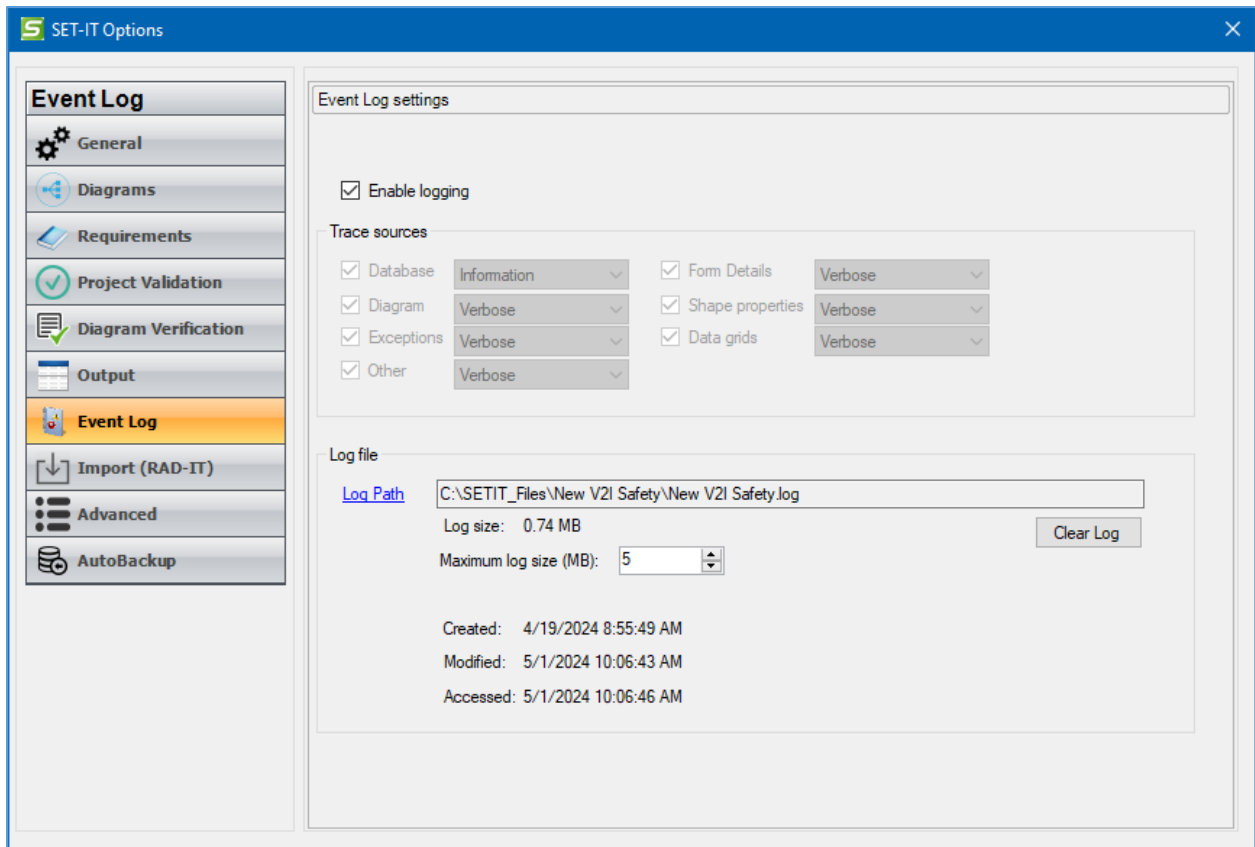 SET-IT Options
Event Log
General
Diagrams
Requirements
Project Validation
Diagram Verification
Output
Event Log
Import (RAD-IT)
Advanced
AutoBackup
Event Log settings
Enable logging
Trace sources
Database Information Form Details Verbose
Diagram Verbose Shape properties Verbose
Exceptions Verbose Data grids Verbose
Other Verbose
Log file
Log Path C:\SETIT_Files\New V2I Safety\New V2I Safety.log
Log size: 0.74 MB
Clear Log
Maximum log size (MB): 5
Created: 4/19/2024 8:55:49 AM
Modified: 5/1/2024 10:06:43 AM
Accessed: 5/1/2024 10:06:46 AM